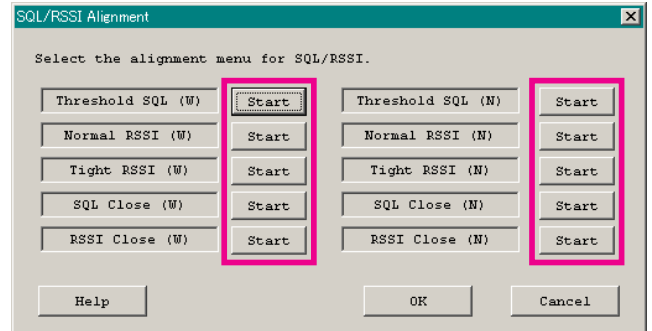 SQL/RSSI Alignment
Select the alignment menu for SQL/RSSI.
Threshold SQL (W) Start Threshold SQL (N) Start
Normal RSSI (W) Start Normal RSSI (N) Start
Tight RSSI (W) Start Tight RSSI (N) Start
SQL Close (W) Start SQL Close (N) Start
RSSI Close (W) Start RSSI Close (N) Start
Help OK Cancel